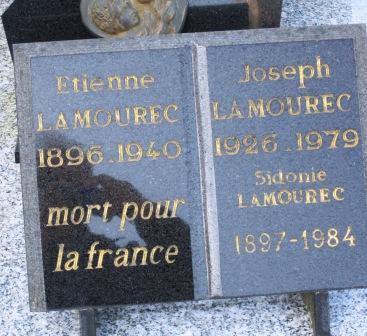 Etienne
LAMOUREC
1896.1940
mort pour
la france
Joseph
LAMOUREC
1926.1979
Sidonie
LAMOUREC
1897-1984